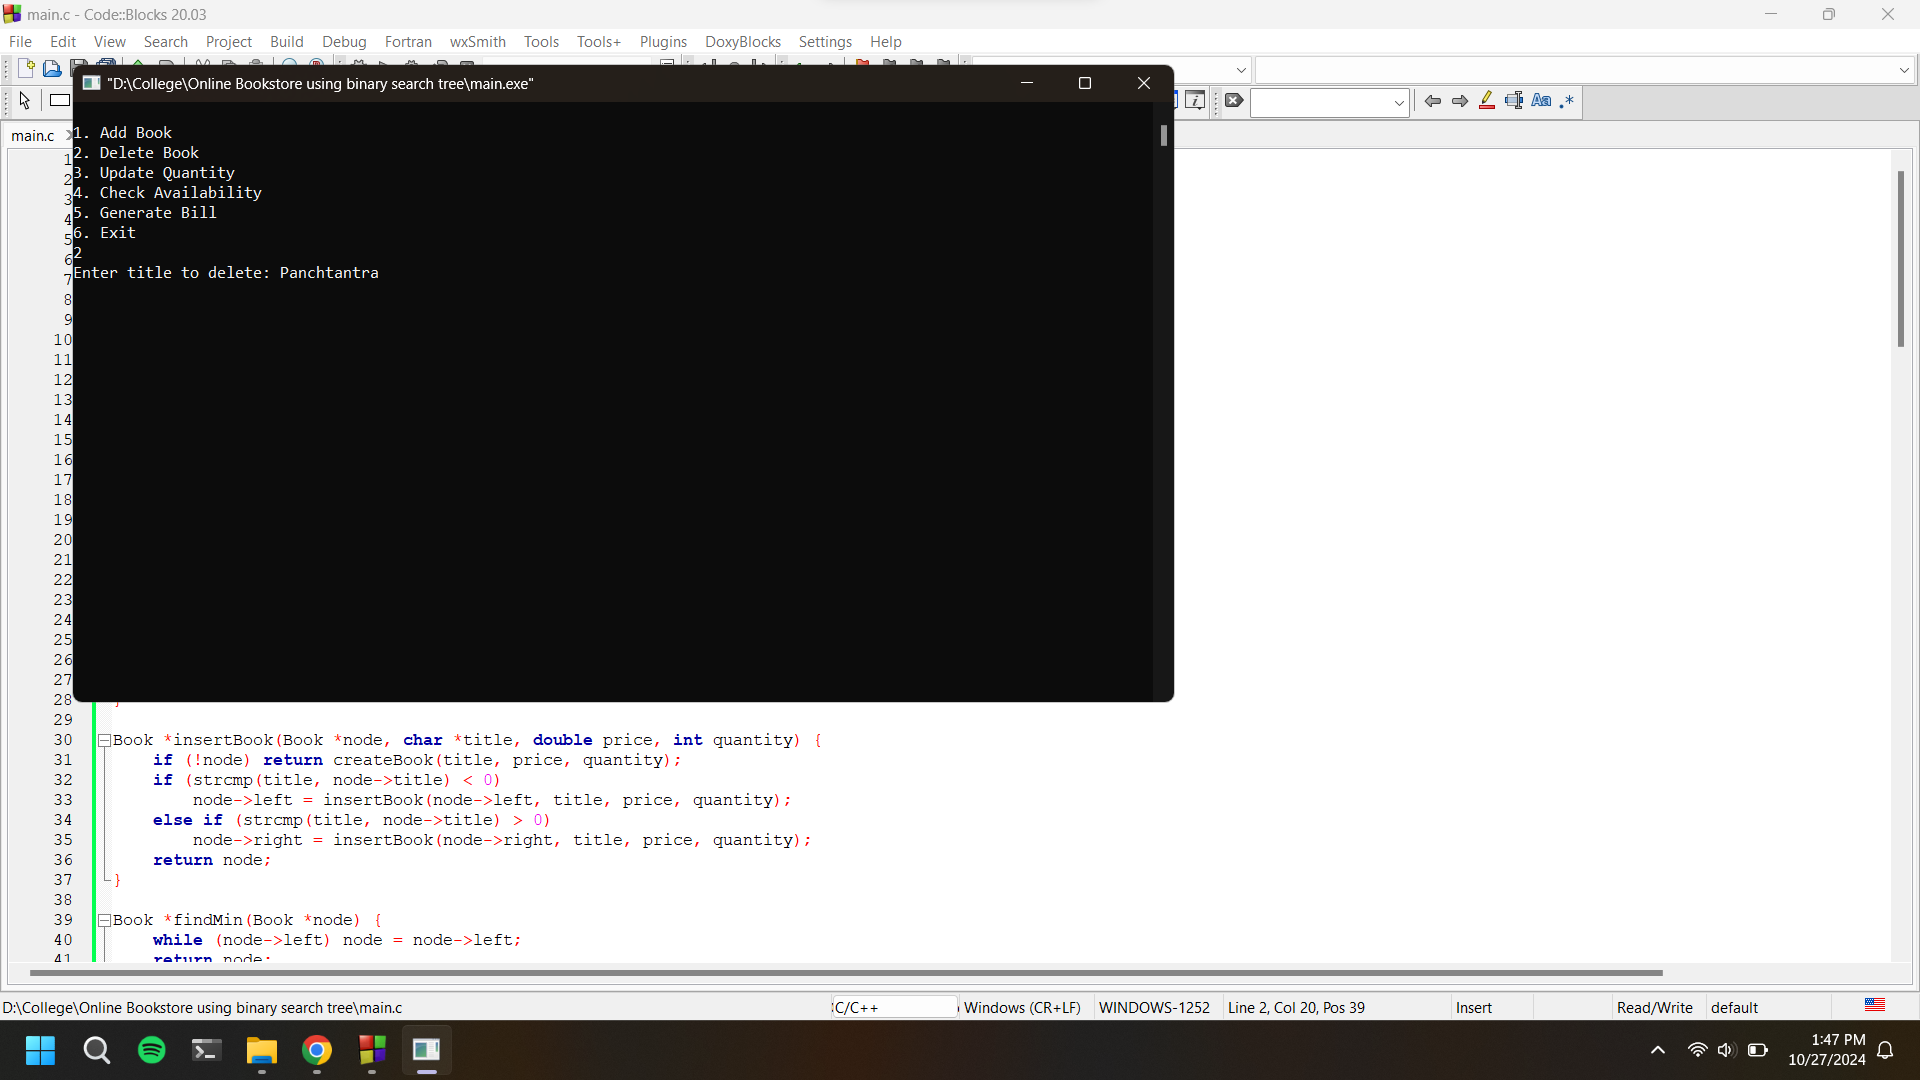 main.c - Code::Blocks 20.03
File Edit View Search Project Build Debug Fortran wxSmith Tools Tools+ Plugins DoxyBlocks Settings Help
"D:\College\Online Bookstore using binary search tree\main.exe"
main.c
1. Add Book
2. Delete Book
3. Update Quantity
4. Check Availability
5. Generate Bill
6. Exit
2
Enter title to delete: Panchtantra
1
2
3
4
5
6
7
8
9
10
11
12
13
14
15
16
17
18
19
20
21
22
23
24
25
26
27
28 }
29
30 Book *insertBook(Book *node, char *title, double price, int quantity) {
31 if (!node) return createBook(title, price, quantity);
32 if (strcmp(title, node->title) < 0)
33 node->left = insertBook(node->left, title, price, quantity);
34 else if (strcmp(title, node->title) > 0)
35 node->right = insertBook(node->right, title, price, quantity);
36 return node;
37 }
38
39 Book *findMin(Book *node) {
40 while (node->left) node = node->left;
41 return node;
D:\College\Online Bookstore using binary search tree\main.c C/C++ Windows (CR+LF) WINDOWS-1252 Line 2, Col 20, Pos 39 Insert Read/Write default
1:47 PM
10/27/2024